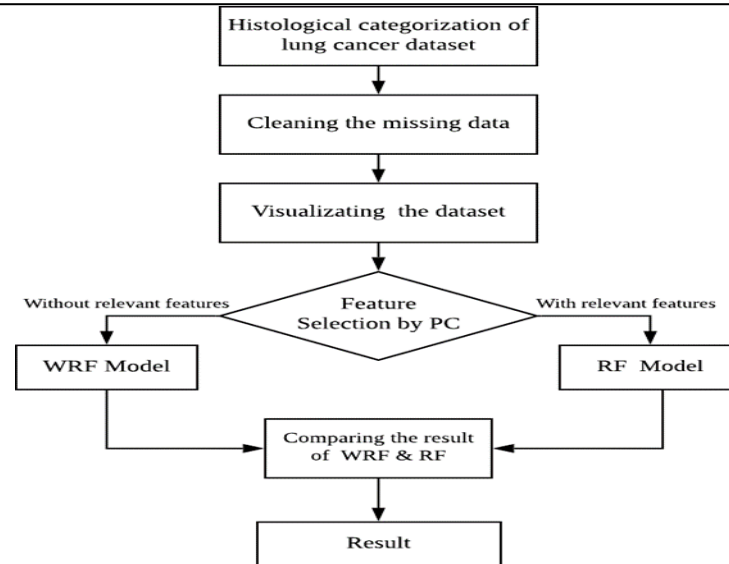 Histological categorization of
lung cancer dataset
Cleaning the missing data
Visualizating the dataset
Without relevant features
Feature
Selection by PC
With relevant features
WRF Model
RF Model
Comparing the result
of WRF & RF
Result